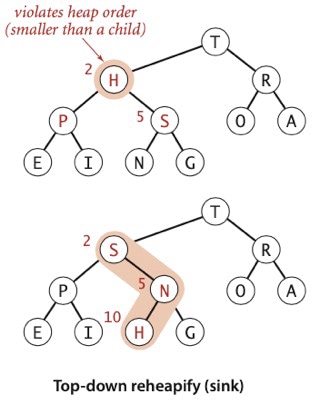 violates heap order
(smaller than a child)
T
2 H R
P 5 S O A
E I N G
T
2 S R
P 5 N O A
E I 10 H G
Top-down reheapify (sink)